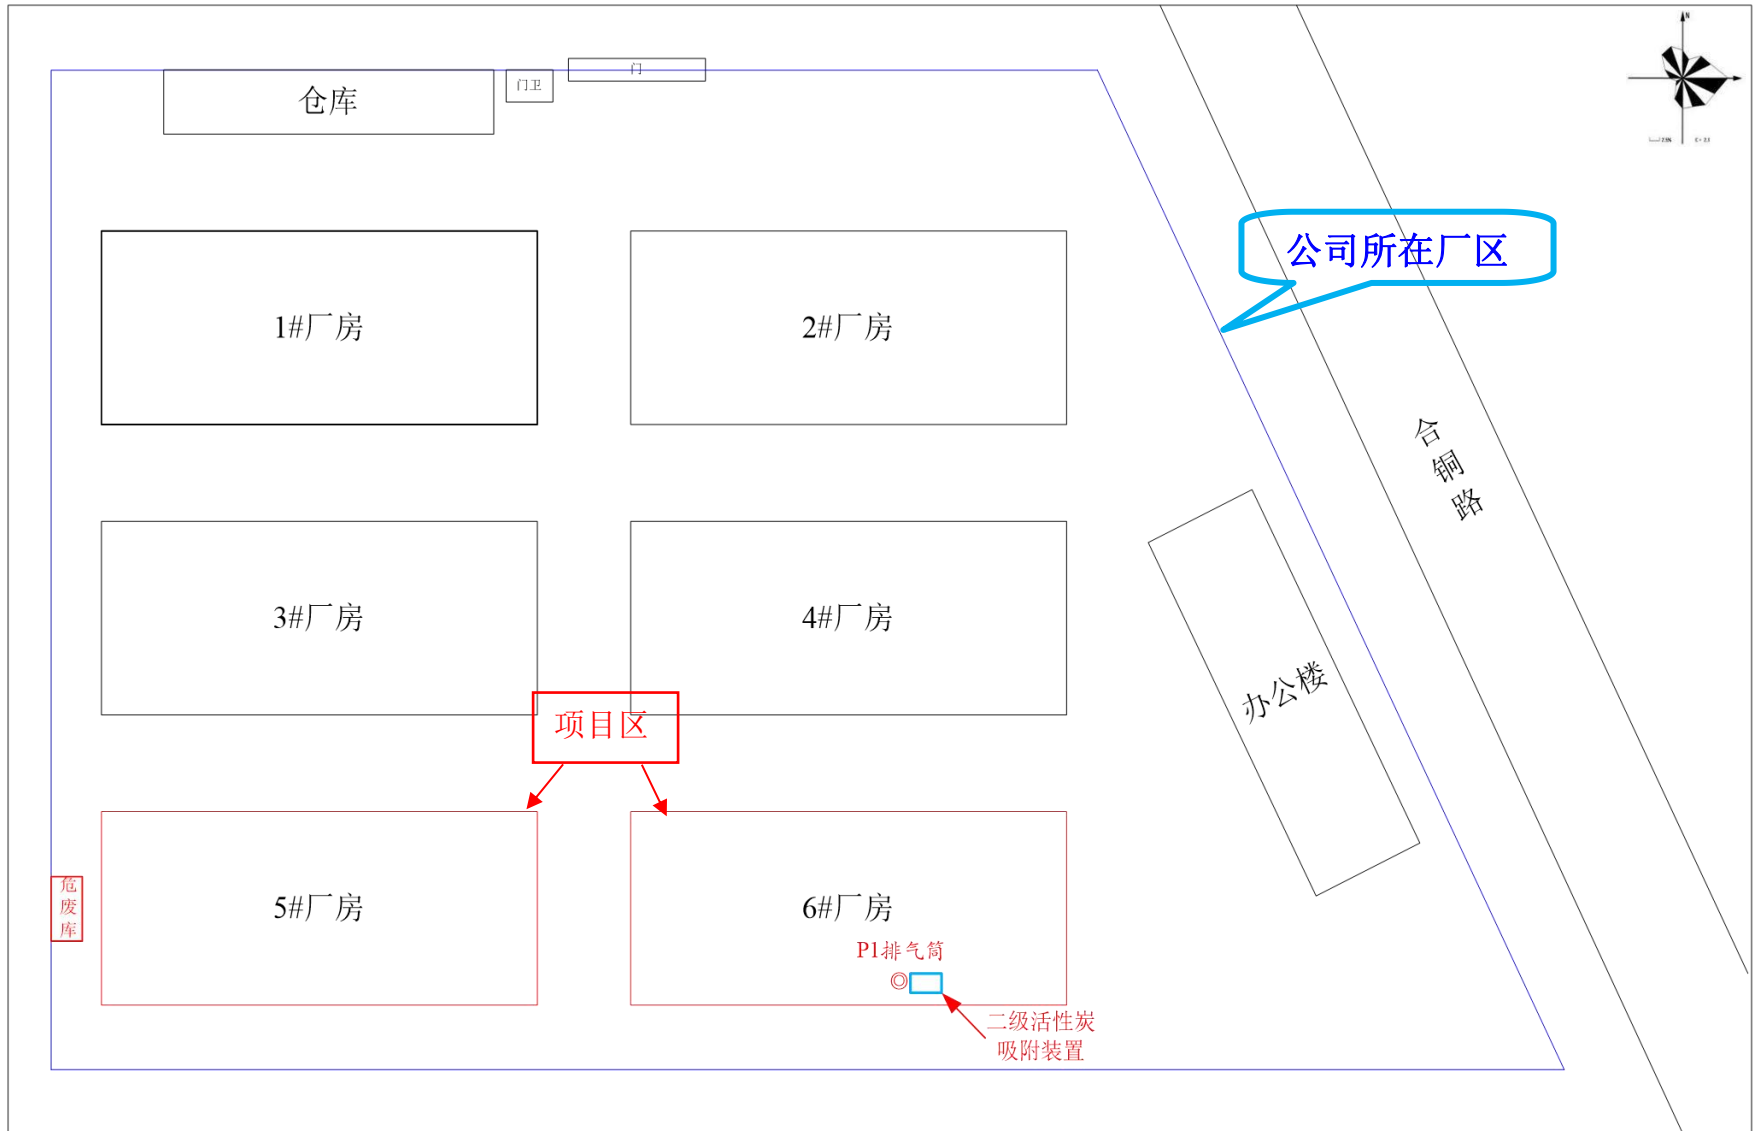 N
仓库
门卫
门
公司所在厂区
1#厂房
2#厂房
合铜路
3#厂房
4#厂房
办公楼
项目区
5#厂房
6#厂房
危废库
P1排气筒
二级活性炭
吸附装置